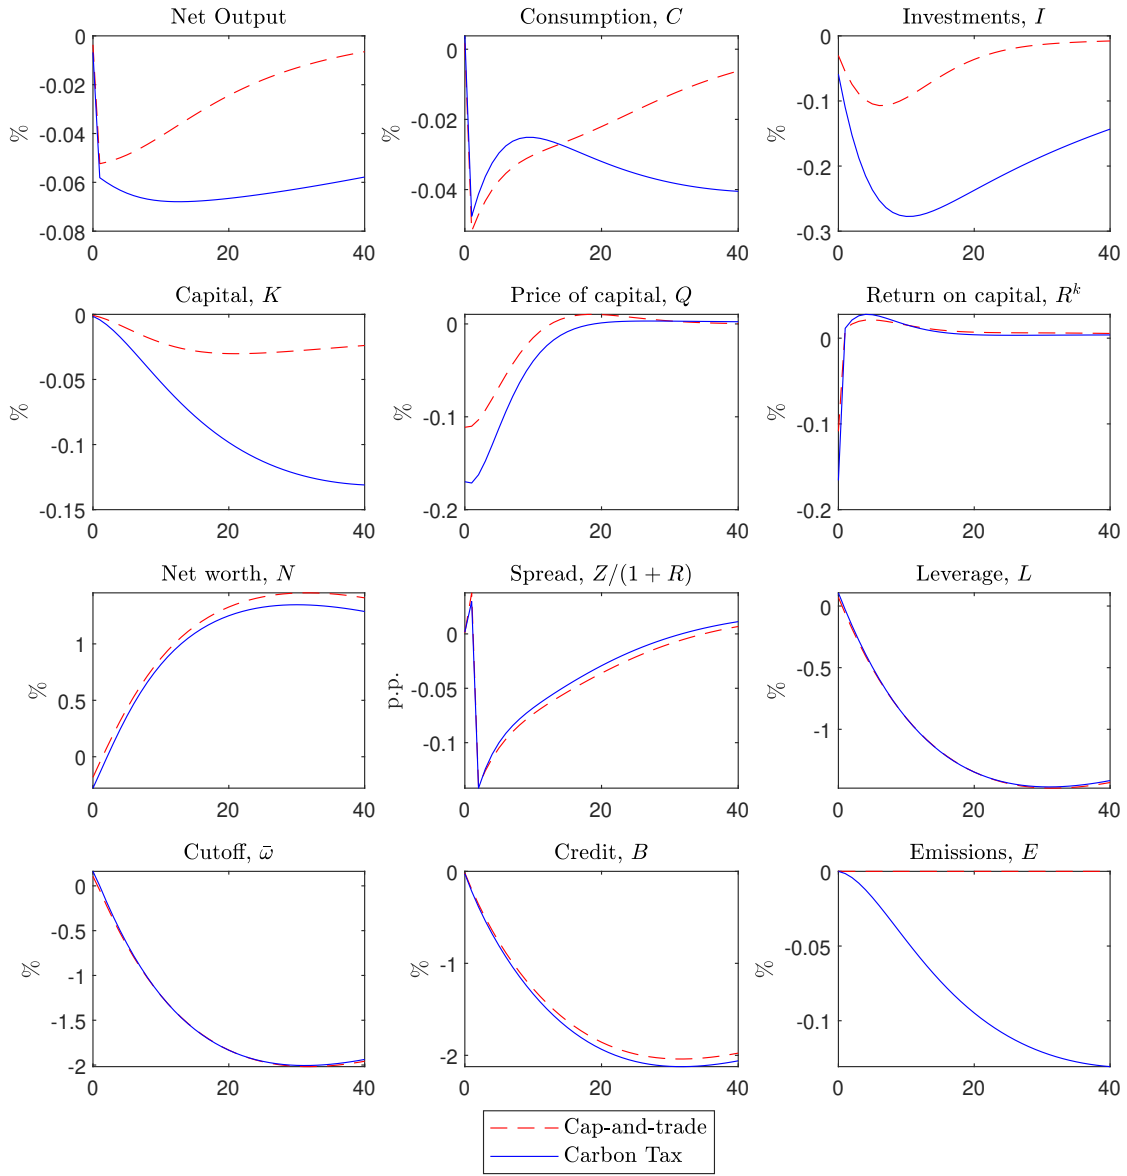 Net Output
Consumption, C
Investments, I
0
-0.02
-0.04
-0.06
-0.08
%
0 20 40
0
-0.02
-0.04
%
0 20 40
0
-0.1
-0.2
-0.3
%
0 20 40
Capital, K
Price of capital, Q
Return on capital, R^k
0
-0.05
-0.1
-0.15
%
0 20 40
0
-0.1
-0.2
%
0 20 40
0
-0.1
-0.2
%
0 20 40
Net worth, N
Spread, Z/(1 + R)
Leverage, L
1
0.5
0
%
0 20 40
0
-0.05
-0.1
p.p.
0 20 40
0
-0.5
-1
%
0 20 40
Cutoff, ω̄
Credit, B
Emissions, E
0
-0.5
-1
-1.5
-2
%
0 20 40
0
-1
-2
%
0 20 40
0
-0.05
-0.1
%
0 20 40
Cap-and-trade
Carbon Tax